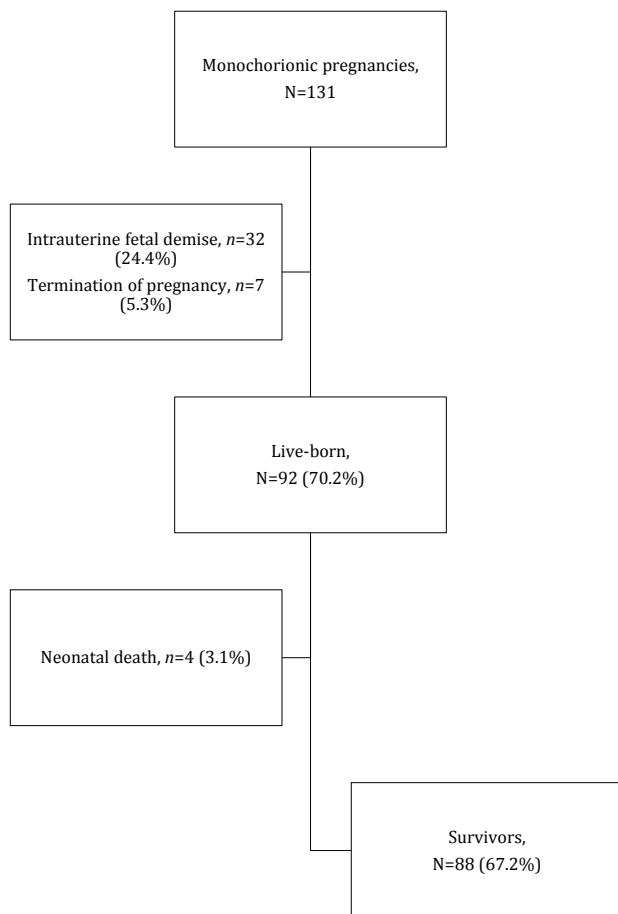 Monochorionic pregnancies,
N=131
Intrauterine fetal demise, n=32
(24.4%)
Termination of pregnancy, n=7
(5.3%)
Live-born,
N=92 (70.2%)
Neonatal death, n=4 (3.1%)
Survivors,
N=88 (67.2%)